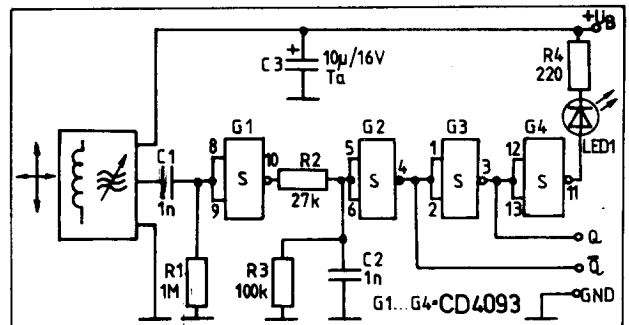 +UB
R4
220
C3
+
10µ/16V
Ta
LED1
C1
1n
G1
8
9
S
10
R2
27k
G2
5
6
S
4
G3
1
2
S
3
G4
12
13
S
11
R1
1M
R3
100k
C2
1n
Q
Q̅
GND
G1...G4=CD4093